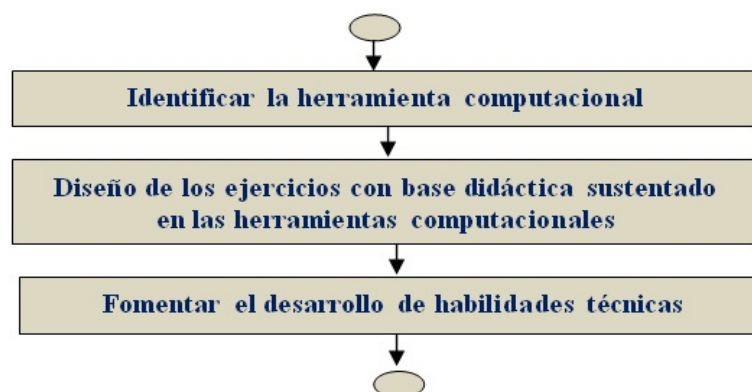 Identificar la herramienta computacional
Diseño de los ejercicios con base didáctica sustentado
en las herramientas computacionales
Fomentar el desarrollo de habilidades técnicas